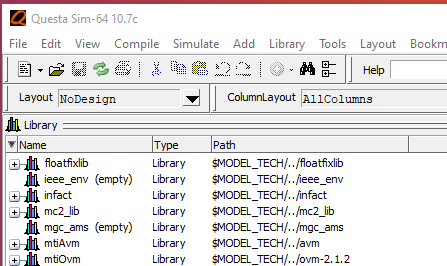 Questa Sim-64 10.7c
File Edit View Compile Simulate Add Library Tools Layout Bookm
Help
Layout NoDesign ColumnLayout AllColumns
Library
Name Type Path
floatfixlib Library $MODEL_TECH/../floatfixlib
ieee_env (empty) Library $MODEL_TECH/../ieee_env
infact Library $MODEL_TECH/../infact
mc2_lib Library $MODEL_TECH/../mc2_lib
mgc_ams (empty) Library $MODEL_TECH/../mgc_ams
mtiAvm Library $MODEL_TECH/../avm
mtiOvm Library $MODEL_TECH/../ovm-2.1.2